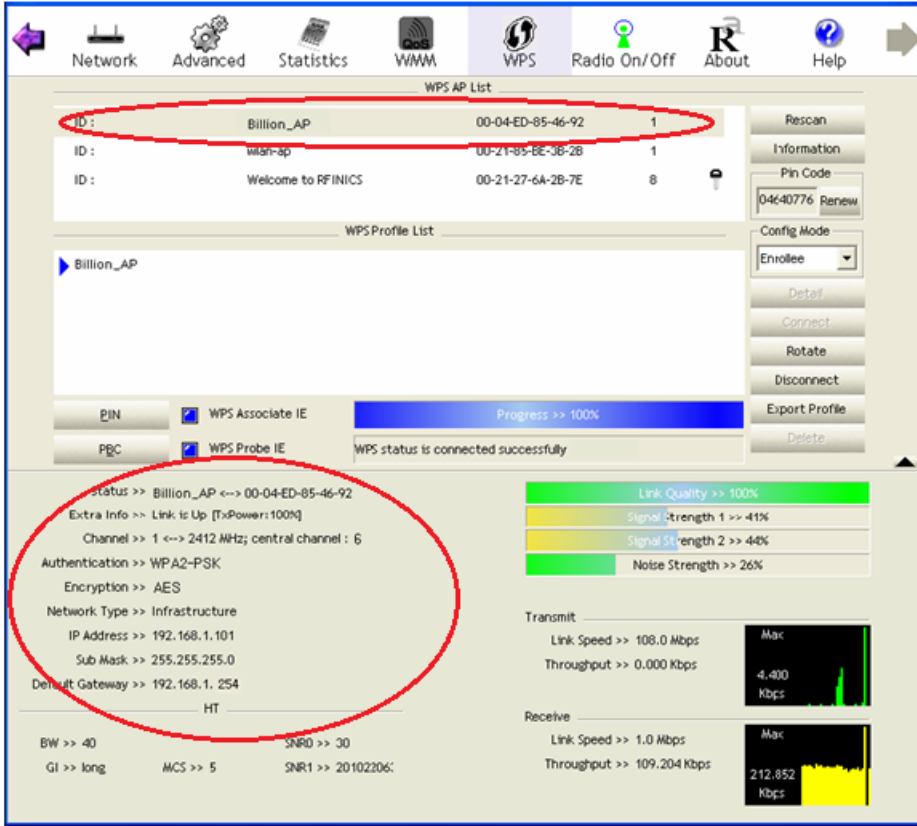 Network Advanced Statistics WMM WPS Radio On/Off About Help
QoS
R
WPS AP List
ID : Billion_AP 00-04-ED-85-46-92 1
ID : wlan-ap 00-21-85-BE-3B-2B 1
ID : Welcome to RFINICS 00-21-27-6A-2B-7E 8
Rescan
Information
Pin Code
04640776 Renew
Config Mode
Enrollee
Detail
Connect
Rotate
Disconnect
Export Profile
Delete
WPS Profile List
Billion_AP
PIN WPS Associate IE Progress >> 100%
PBC WPS Probe IE WPS status is connected successfully
Status >> Billion_AP <--> 00-04-ED-85-46-92
Extra Info >> Link is Up [TxPower:100%]
Channel >> 1 <--> 2412 MHz; central channel : 6
Authentication >> WPA2-PSK
Encryption >> AES
Network Type >> Infrastructure
IP Address >> 192.168.1.101
Sub Mask >> 255.255.255.0
Default Gateway >> 192.168.1. 254
HT
BW >> 40 SNR0 >> 30
GI >> long MCS >> 5 SNR1 >> 20102206:
Link Quality >> 100%
Signal Strength 1 >> 41%
Signal Strength 2 >> 44%
Noise Strength >> 26%
Transmit
Link Speed >> 108.0 Mbps
Throughput >> 0.000 Kbps
Max
4.400
Kbps
Receive
Link Speed >> 1.0 Mbps
Throughput >> 109.204 Kbps
Max
212.852
Kbps